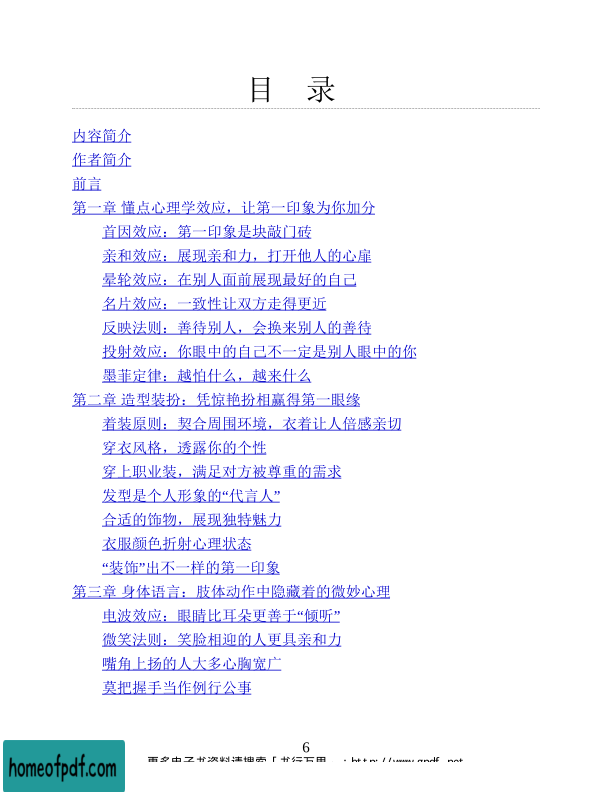 目 录
内容简介
作者简介
前言
第一章 懂点心理学效应，让第一印象为你加分
首因效应：第一印象是块敲门砖
亲和效应：展现亲和力，打开他人的心扉
晕轮效应：在别人面前展现最好的自己
名片效应：一致性让双方走得更近
反映法则：善待别人，会换来别人的善待
投射效应：你眼中的自己不一定是别人眼中的你
墨菲定律：越怕什么，越来什么
第二章 造型装扮：凭惊艳扮相赢得第一眼缘
着装原则：契合周围环境，衣着让人倍感亲切
穿衣风格，透露你的个性
穿上职业装，满足对方被尊重的需求
发型是个人形象的“代言人”
合适的饰物，展现独特魅力
衣服颜色折射心理状态
“装饰”出不一样的第一印象
第三章 身体语言：肢体动作中隐藏着的微妙心理
电波效应：眼睛比耳朵更善于“倾听”
微笑法则：笑脸相迎的人更具亲和力
嘴角上扬的人大多心胸宽广
莫把握手当作例行公事
6
更多电子书资料请搜索「书行万里
homeofpdf.com